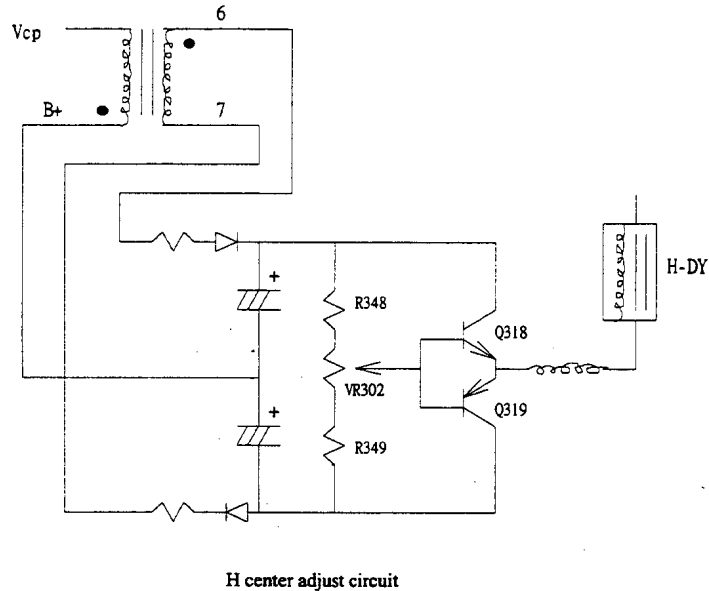 6
Vcp
B+
7
+
H-DY
R348
Q318
VR302
Q319
+
R349
H center adjust circuit